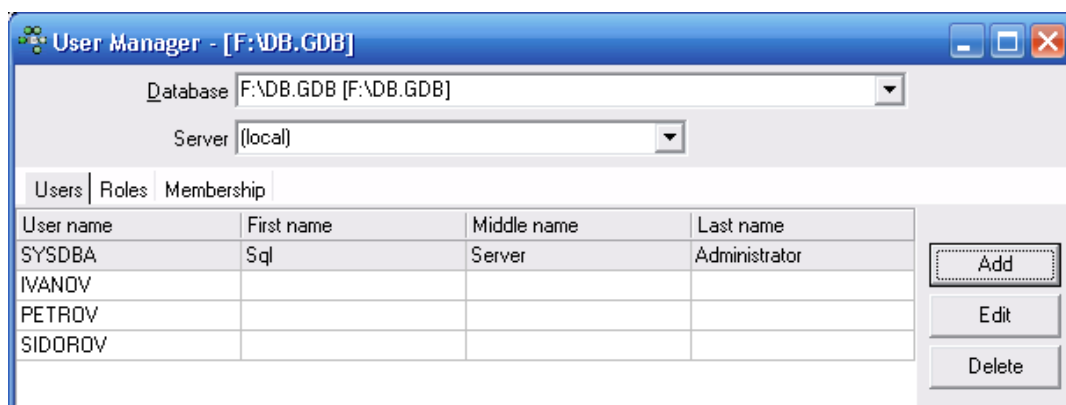 User Manager - [F:\DB.GDB]
Database F:\DB.GDB [F:\DB.GDB]
Server (local)
Users Roles Membership
User name First name Middle name Last name
SYSDBA Sql Server Administrator
IVANOV
PETROV
SIDOROV
Add
Edit
Delete